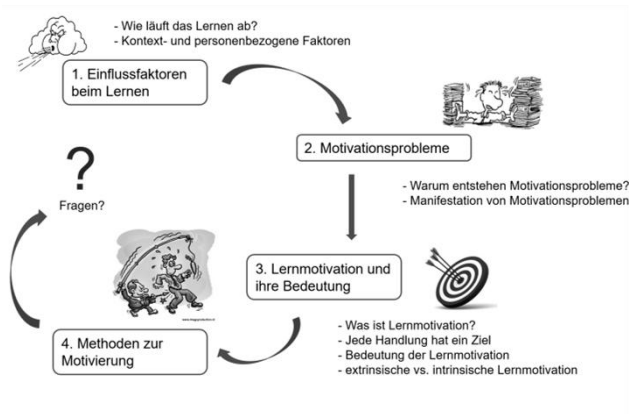 - Wie läuft das Lernen ab?
- Kontext- und personenbezogene Faktoren
1. Einflussfaktoren
beim Lernen
2. Motivationsprobleme
- Warum entstehen Motivationsprobleme?
- Manifestation von Motivationsproblemen
3. Lernmotivation und
ihre Bedeutung
- Was ist Lernmotivation?
- Jede Handlung hat ein Ziel
- Bedeutung der Lernmotivation
- extrinsische vs. intrinsische Lernmotivation
4. Methoden zur
Motivierung
?
Fragen?